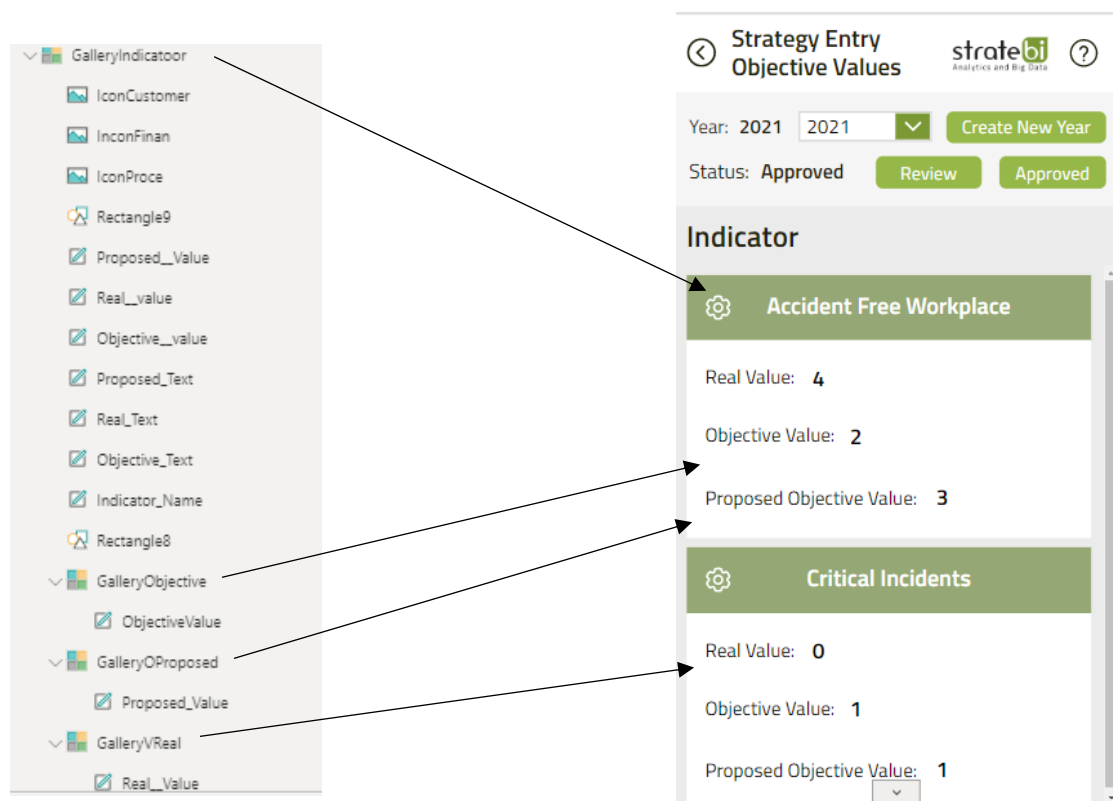 GalleryIndicatoor
IconCustomer
InconFinan
IconProce
Rectangle9
Proposed__Value
Real__value
Objective__value
Proposed_Text
Real_Text
Objective_Text
Indicator_Name
Rectangle8
GalleryObjective
ObjectiveValue
GalleryOProposed
Proposed_Value
GalleryVReal
Real__Value
Strategy Entry
Objective Values
stratebi
Analytics and Big Data
?
Year: 2021 2021 Create New Year
Status: Approved Review Approved
Indicator
Accident Free Workplace
Real Value: 4
Objective Value: 2
Proposed Objective Value: 3
Critical Incidents
Real Value: 0
Objective Value: 1
Proposed Objective Value: 1